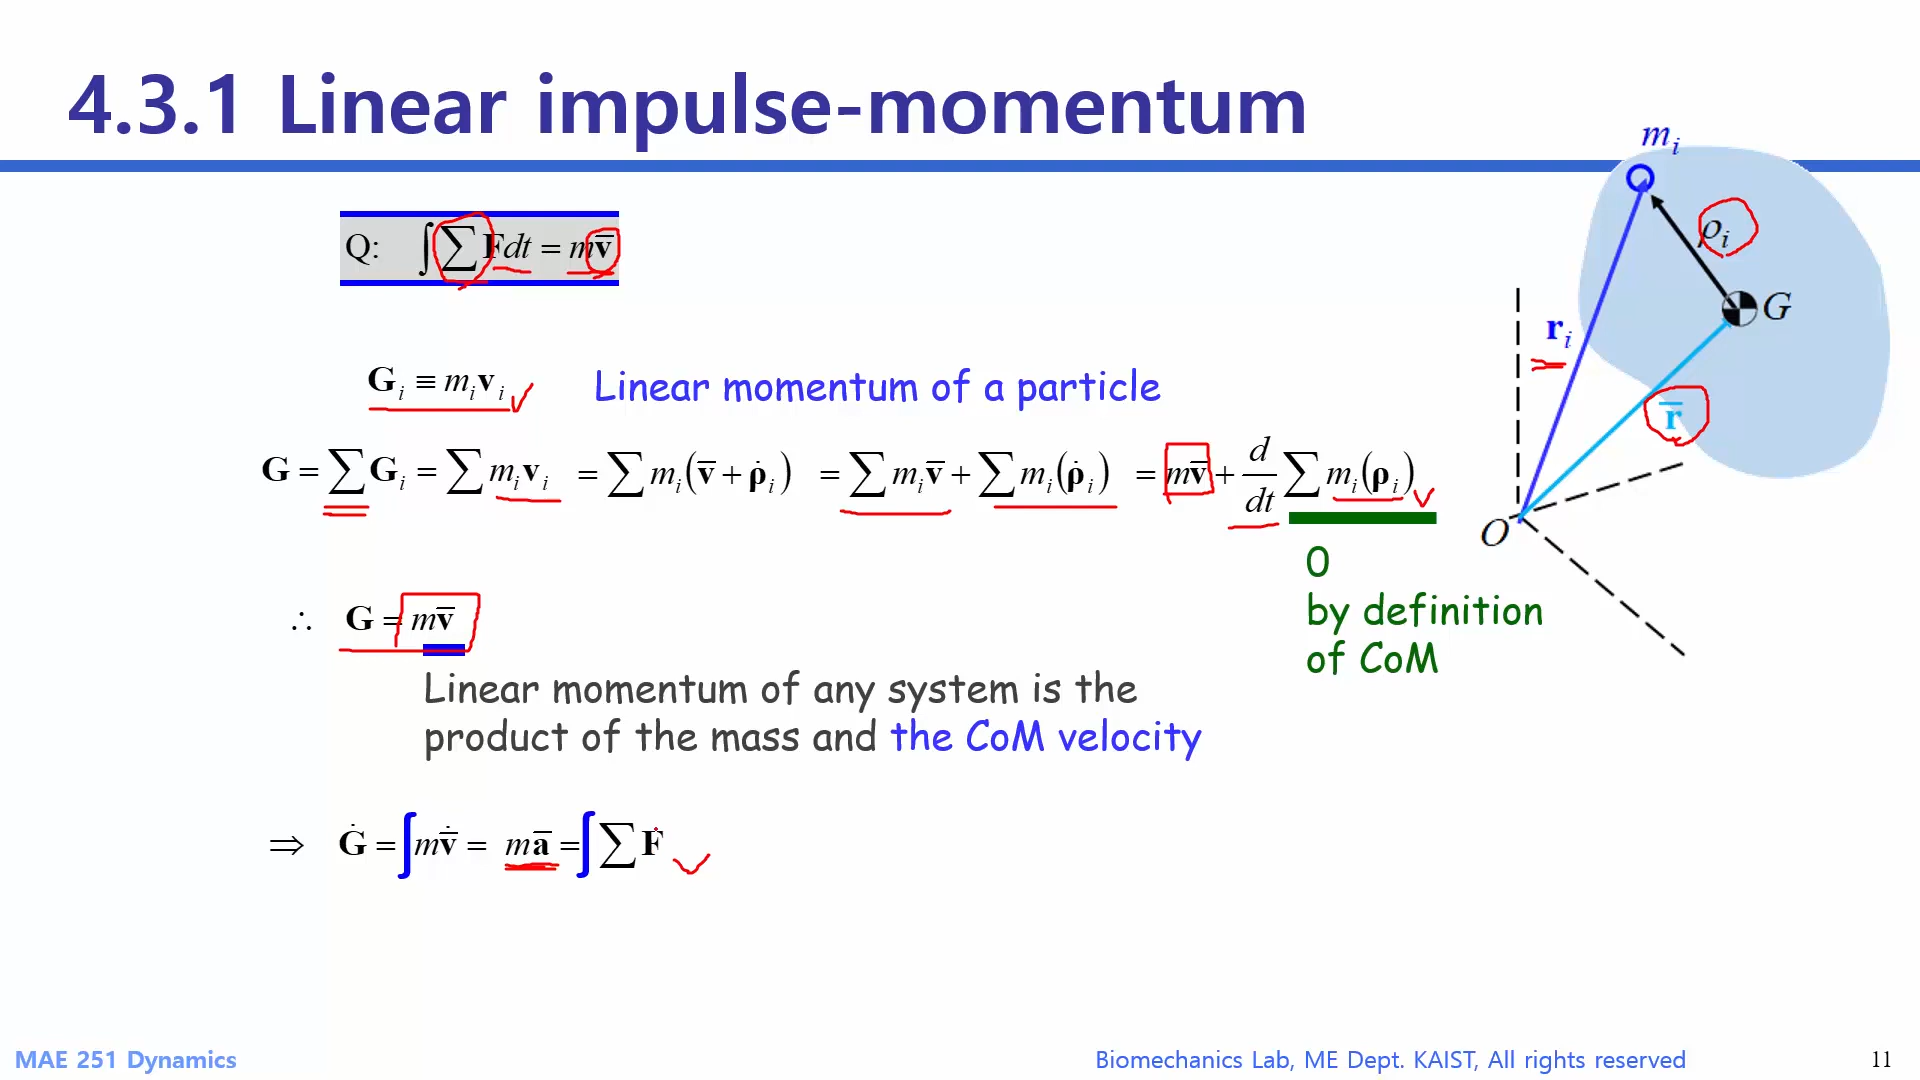 4.3.1 Linear impulse-momentum
Q: ∫∑Fdt = mv̄
G_i ≡ m_i v_i Linear momentum of a particle
G = ∑G_i = ∑m_i v_i = ∑m_i(v̄ + ρ̇_i) = ∑m_i v̄ + ∑m_i(ρ̇_i) = mv̄ + d/dt ∑m_i(ρ_i)
0
by definition
of CoM
∴ G = mv̄
Linear momentum of any system is the
product of the mass and the CoM velocity
⇒ Ġ = ∫mv̄̇ = mā = ∫∑F
m_i
ρ_i
G
r_i
r̄
O
MAE 251 Dynamics
Biomechanics Lab, ME Dept. KAIST, All rights reserved
11